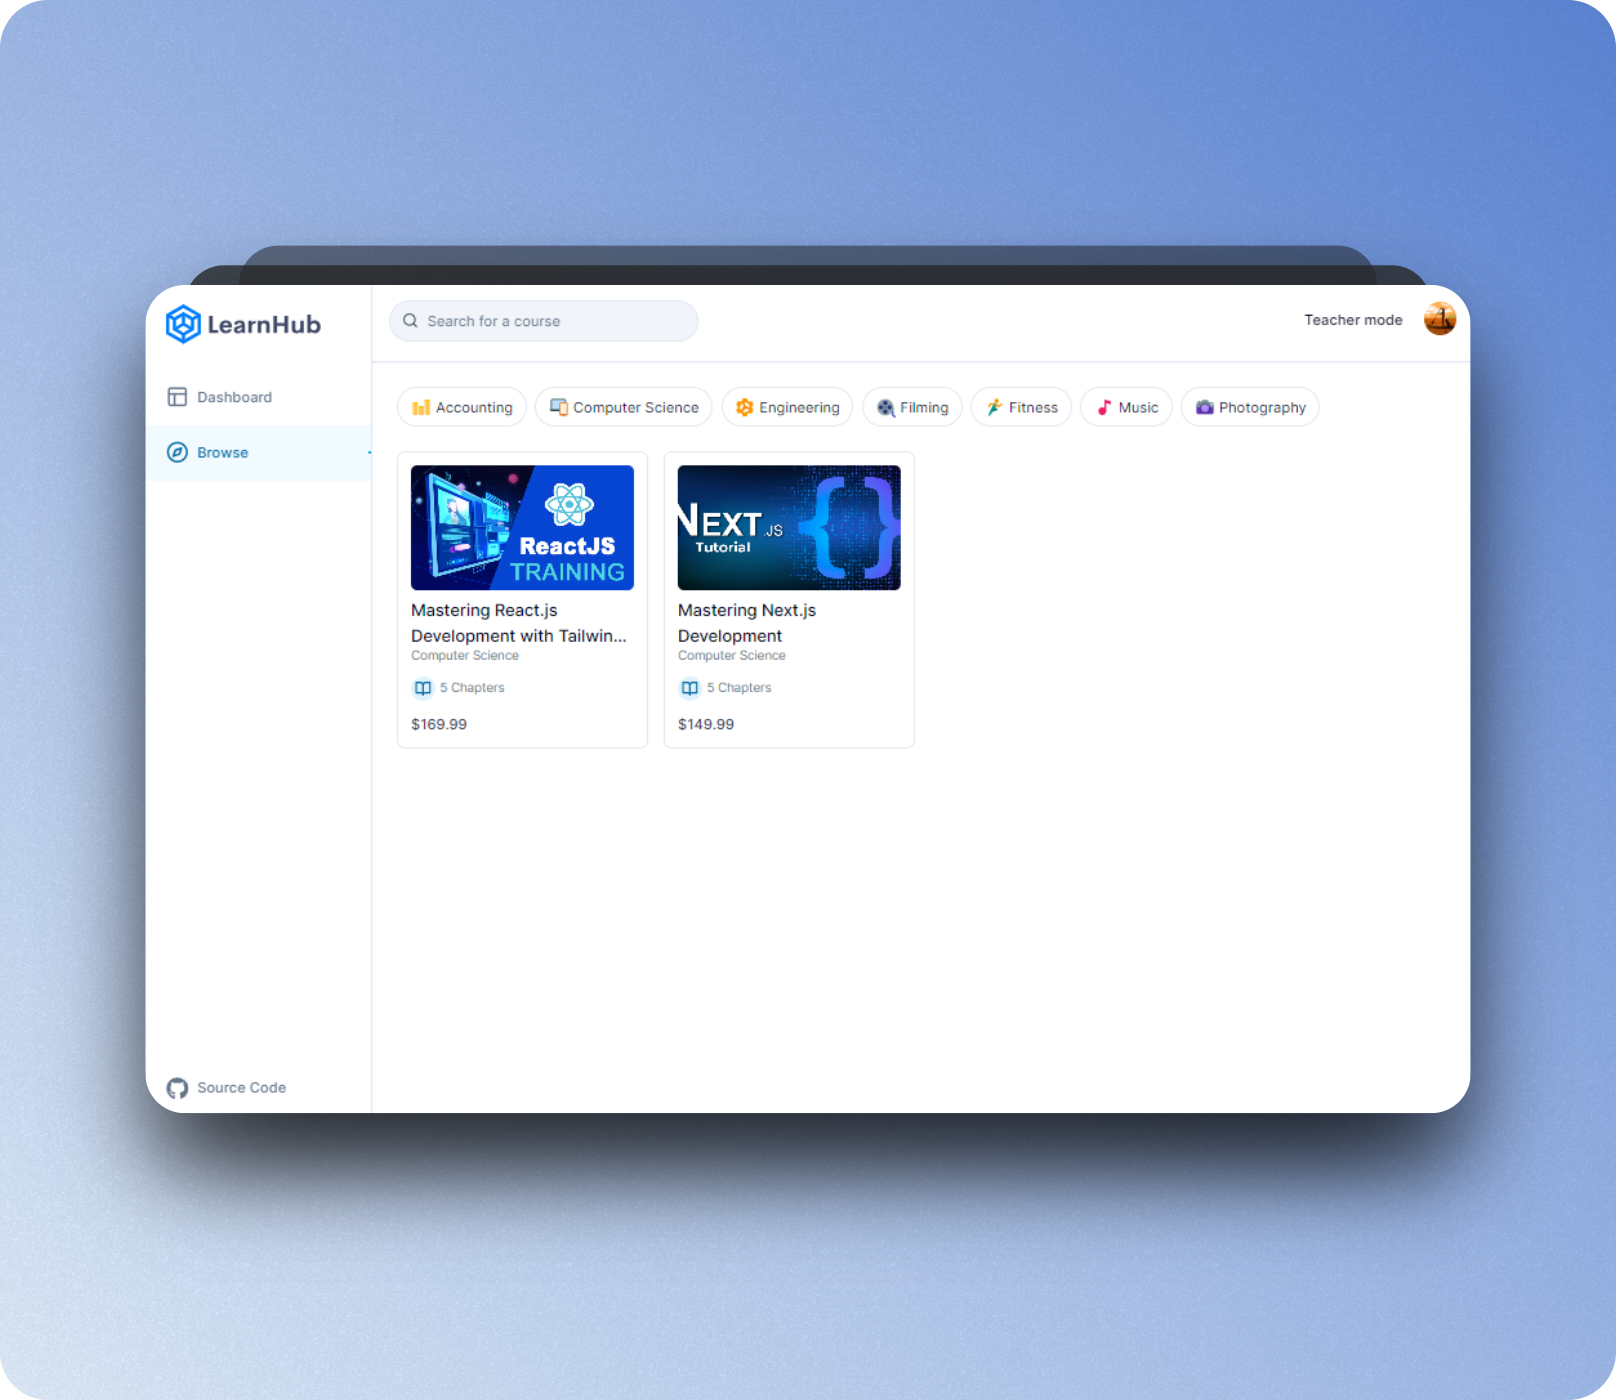 LearnHub
Search for a course
Teacher mode
Dashboard
Browse
Accounting
Computer Science
Engineering
Filming
Fitness
Music
Photography
ReactJS
TRAINING
Mastering React.js
Development with Tailwin...
Computer Science
5 Chapters
$169.99
NEXT.JS
Tutorial
Mastering Next.js
Development
Computer Science
5 Chapters
$149.99
Source Code